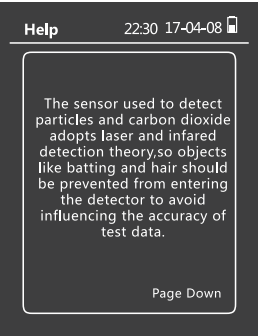 Help 22:30 17-04-08
The sensor used to detect
particles and carbon dioxide
adopts laser and infared
detection theory,so objects
like batting and hair should
be prevented from entering
the detector to avoid
influencing the accuracy of
test data.
Page Down